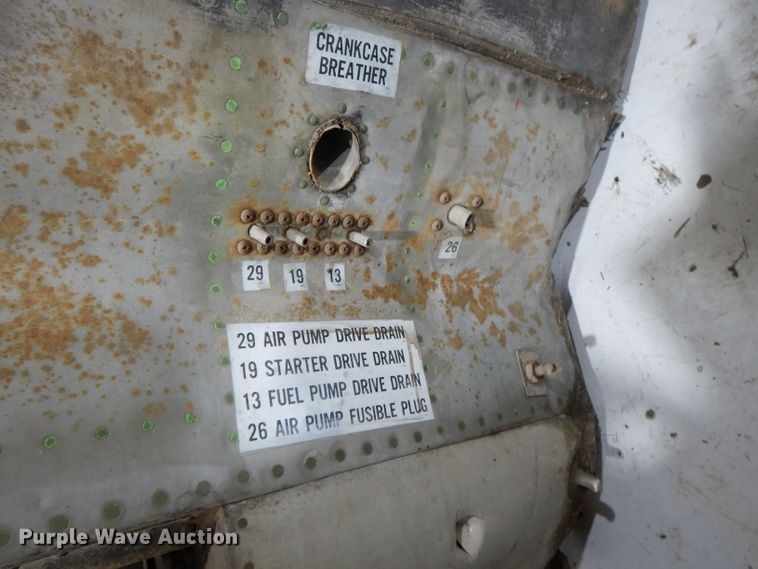 CRANKCASE
BREATHER
26
29 19 13
29 AIR PUMP DRIVE DRAIN
19 STARTER DRIVE DRAIN
13 FUEL PUMP DRIVE DRAIN
26 AIR PUMP FUSIBLE PLUG
Purple Wave Auction